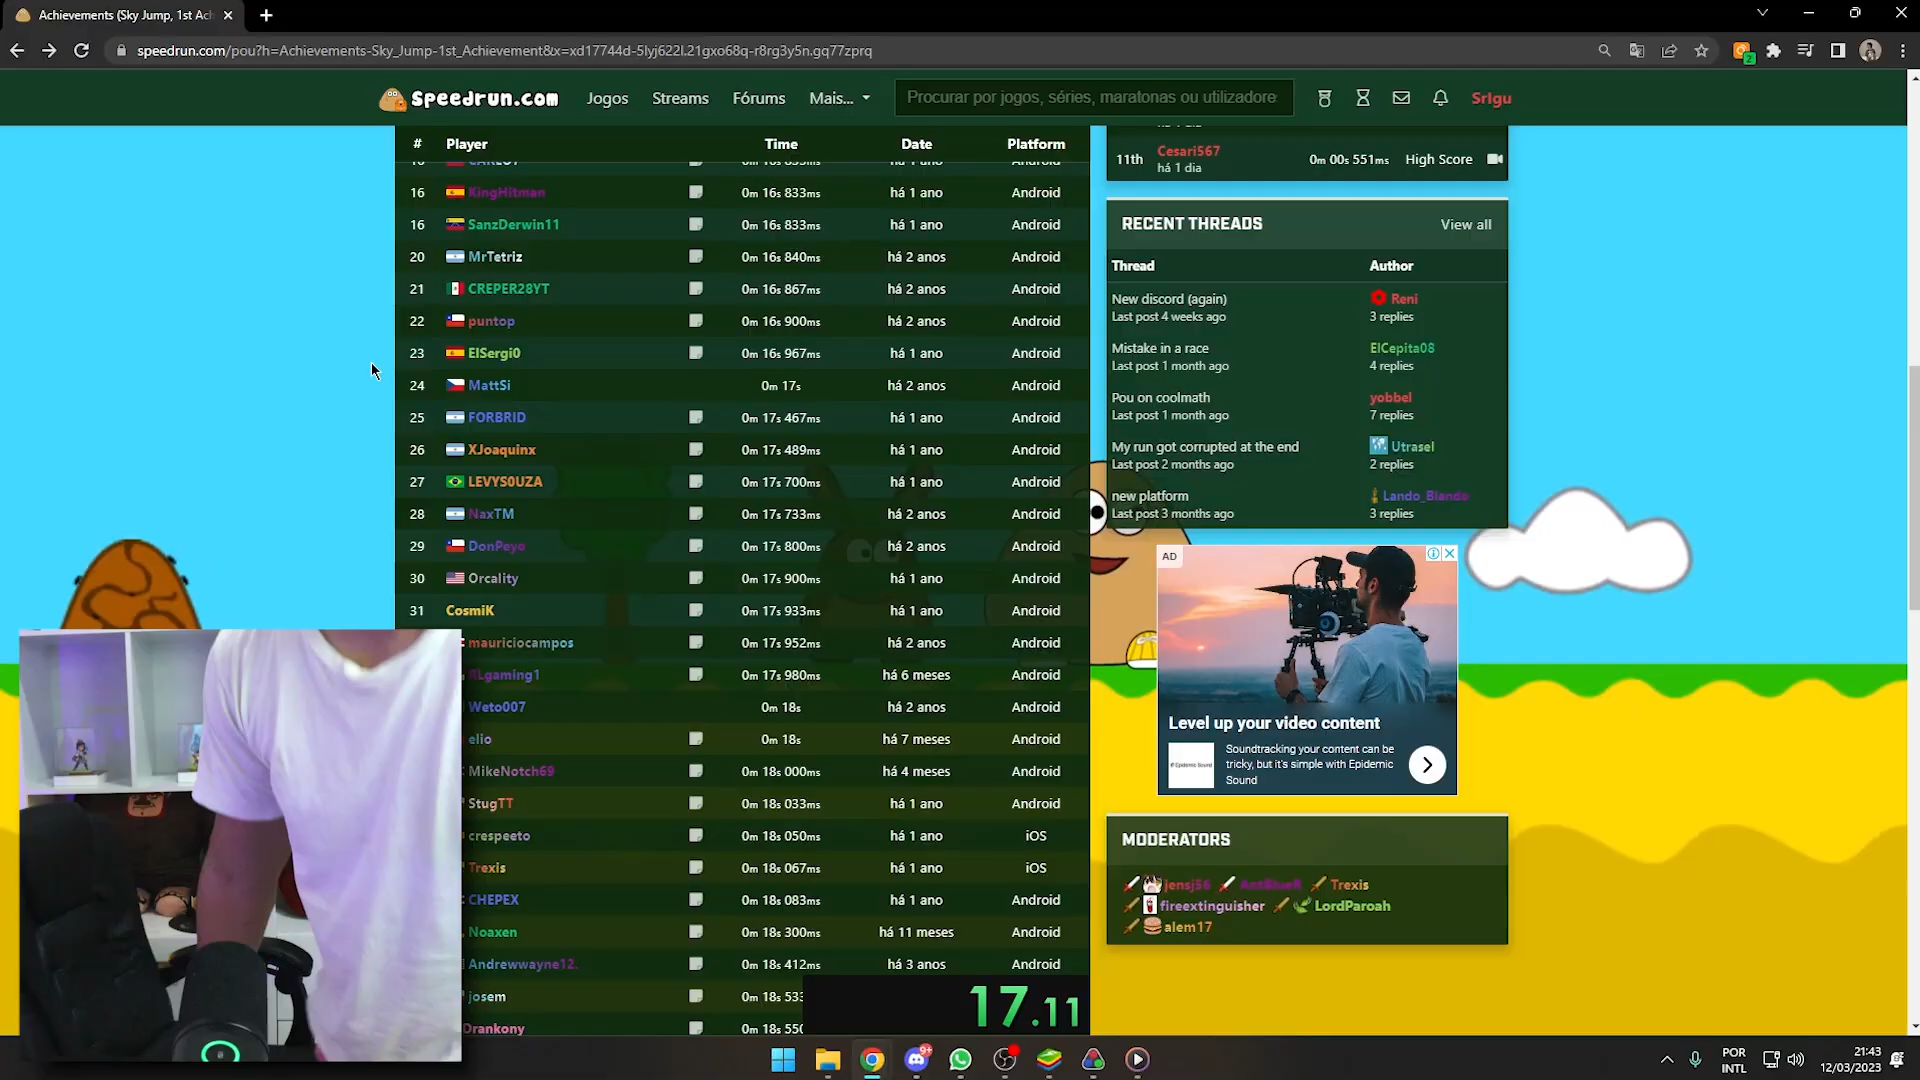 Achievements (Sky Jump, 1st Ach
speedrun.com/pou?h=Achievements-Sky_Jump-1st_Achievement&x=xd17744d-5lyj622l.21gxo68q-r8rg3y5n.gq77zprq
Speedrun.com Jogos Streams Fóruns Mais... Procurar por jogos, séries, maratonas ou utilizadore SrIgu
# Player Time Date Platform
16 KingHitman 0m 16s 833ms há 1 ano Android
16 SanzDerwin11 0m 16s 833ms há 1 ano Android
20 MrTetriz 0m 16s 840ms há 2 anos Android
21 CREPER28YT 0m 16s 867ms há 2 anos Android
22 puntop 0m 16s 900ms há 2 anos Android
23 ElSergi0 0m 16s 967ms há 1 ano Android
24 MattSi 0m 17s há 2 anos Android
25 FORBRID 0m 17s 467ms há 1 ano Android
26 XJoaquinx 0m 17s 489ms há 1 ano Android
27 LEVYS0UZA 0m 17s 700ms há 1 ano Android
28 NaxTM 0m 17s 733ms há 2 anos Android
29 DonPeyo 0m 17s 800ms há 2 anos Android
30 Orcality 0m 17s 900ms há 1 ano Android
31 CosmiK 0m 17s 933ms há 1 ano Android
mauriciocampos 0m 17s 952ms há 2 anos Android
Lgaming1 0m 17s 980ms há 6 meses Android
Weto007 0m 18s há 2 anos Android
elio 0m 18s há 7 meses Android
MikeNotch69 0m 18s 000ms há 4 meses Android
StugTT 0m 18s 033ms há 1 ano Android
crespeeto 0m 18s 050ms há 1 ano iOS
Trexis 0m 18s 067ms há 1 ano iOS
CHEPEX 0m 18s 083ms há 1 ano Android
Noaxen 0m 18s 300ms há 11 meses Android
Andrewwayne12. 0m 18s 412ms há 3 anos Android
josem 0m 18s 533
Drankony 0m 18s 550
17.11
11th Cesari567 0m 00s 551ms High Score
há 1 dia
RECENT THREADS View all
Thread Author
New discord (again) Reni
Last post 4 weeks ago 3 replies
Mistake in a race ElCepita08
Last post 1 month ago 4 replies
Pou on coolmath yobbel
Last post 1 month ago 7 replies
My run got corrupted at the end Utrasel
Last post 2 months ago 2 replies
new platform Lando_Blando
Last post 3 months ago 3 replies
AD
Level up your video content
Epidemic Sound
Soundtracking your content can be
tricky, but it's simple with Epidemic
Sound
MODERATORS
jensj56 AntBlueR Trexis
fireextinguisher LordParoah
alem17
POR
INTL
21:43
12/03/2023